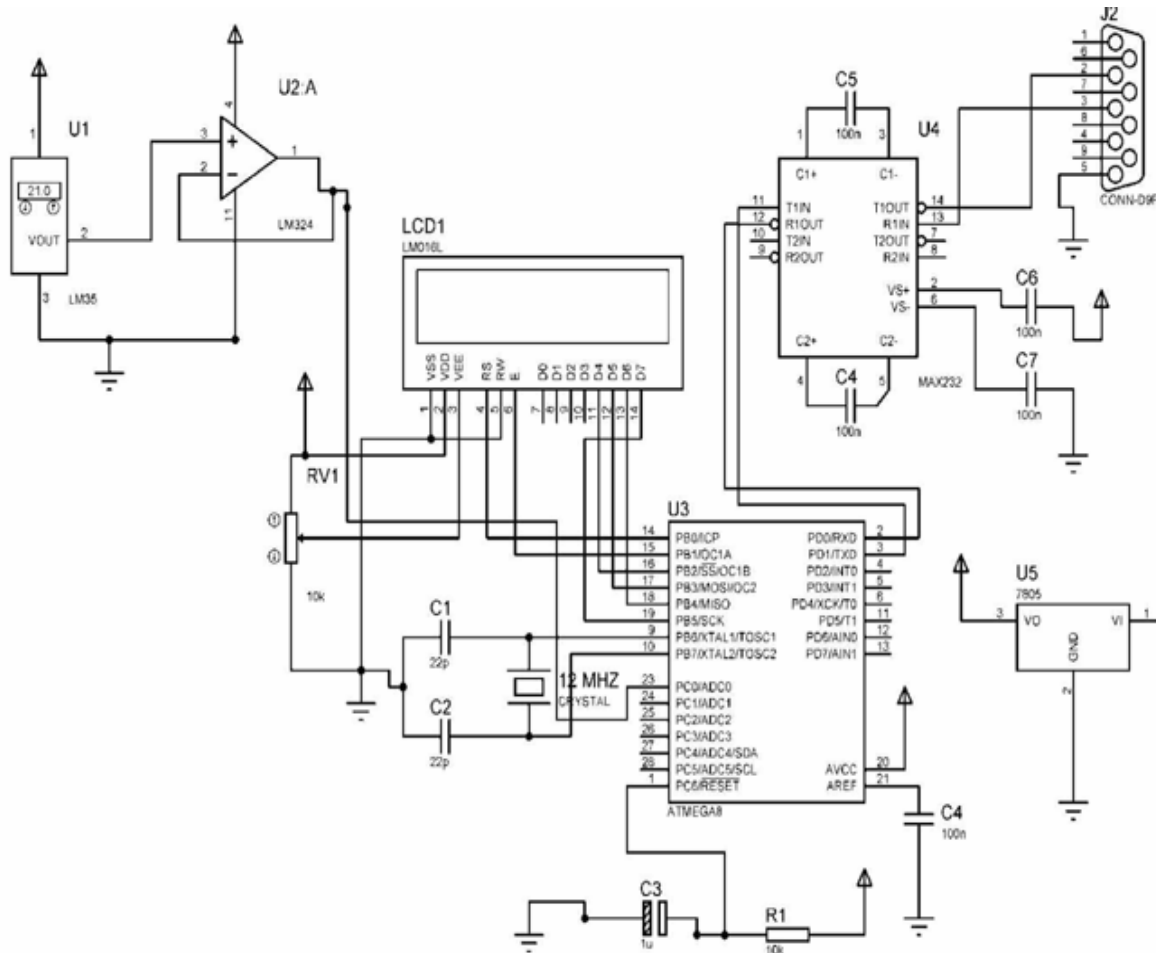 J2
1
6
2
7
3
8
4
9
5
CONN-D9F
U1
1
21.0
VOUT
2
3
LM35
U2:A
4
3
2
1
11
LM324
C5
100n
1
3
U4
C1+
C1-
11
T1IN
T1OUT
14
12
R1OUT
R1IN
13
10
T2IN
T2OUT
7
9
R2OUT
R2IN
8
VS+
2
VS-
6
C2+
C2-
4
5
C4
100n
MAX232
C6
100n
C7
100n
LCD1
LM016L
VSS
VDD
VEE
RS
RW
E
D0
D1
D2
D3
D4
D5
D6
D7
1
2
3
4
5
6
7
8
9
10
11
12
13
14
RV1
10k
U3
14
PB0/ICP
PD0/RXD
2
15
PB1/OC1A
PD1/TXD
3
16
PB2/SS/OC1B
PD2/INT0
4
17
PB3/MOSI/OC2
PD3/INT1
5
18
PB4/MISO
PD4/XCK/T0
6
19
PB5/SCK
PD5/T1
11
9
PB6/XTAL1/TOSC1
PD6/AIN0
12
10
PB7/XTAL2/TOSC2
PD7/AIN1
13
23
PC0/ADC0
24
PC1/ADC1
25
PC2/ADC2
26
PC3/ADC3
27
PC4/ADC4/SDA
28
PC5/ADC5/SCL
AVCC
20
1
PC6/RESET
AREF
21
ATMEGA8
C1
22p
12 MHZ
CRYSTAL
C2
22p
U5
7805
3
VO
VI
1
GND
2
C4
100n
C3
1u
R1
10k